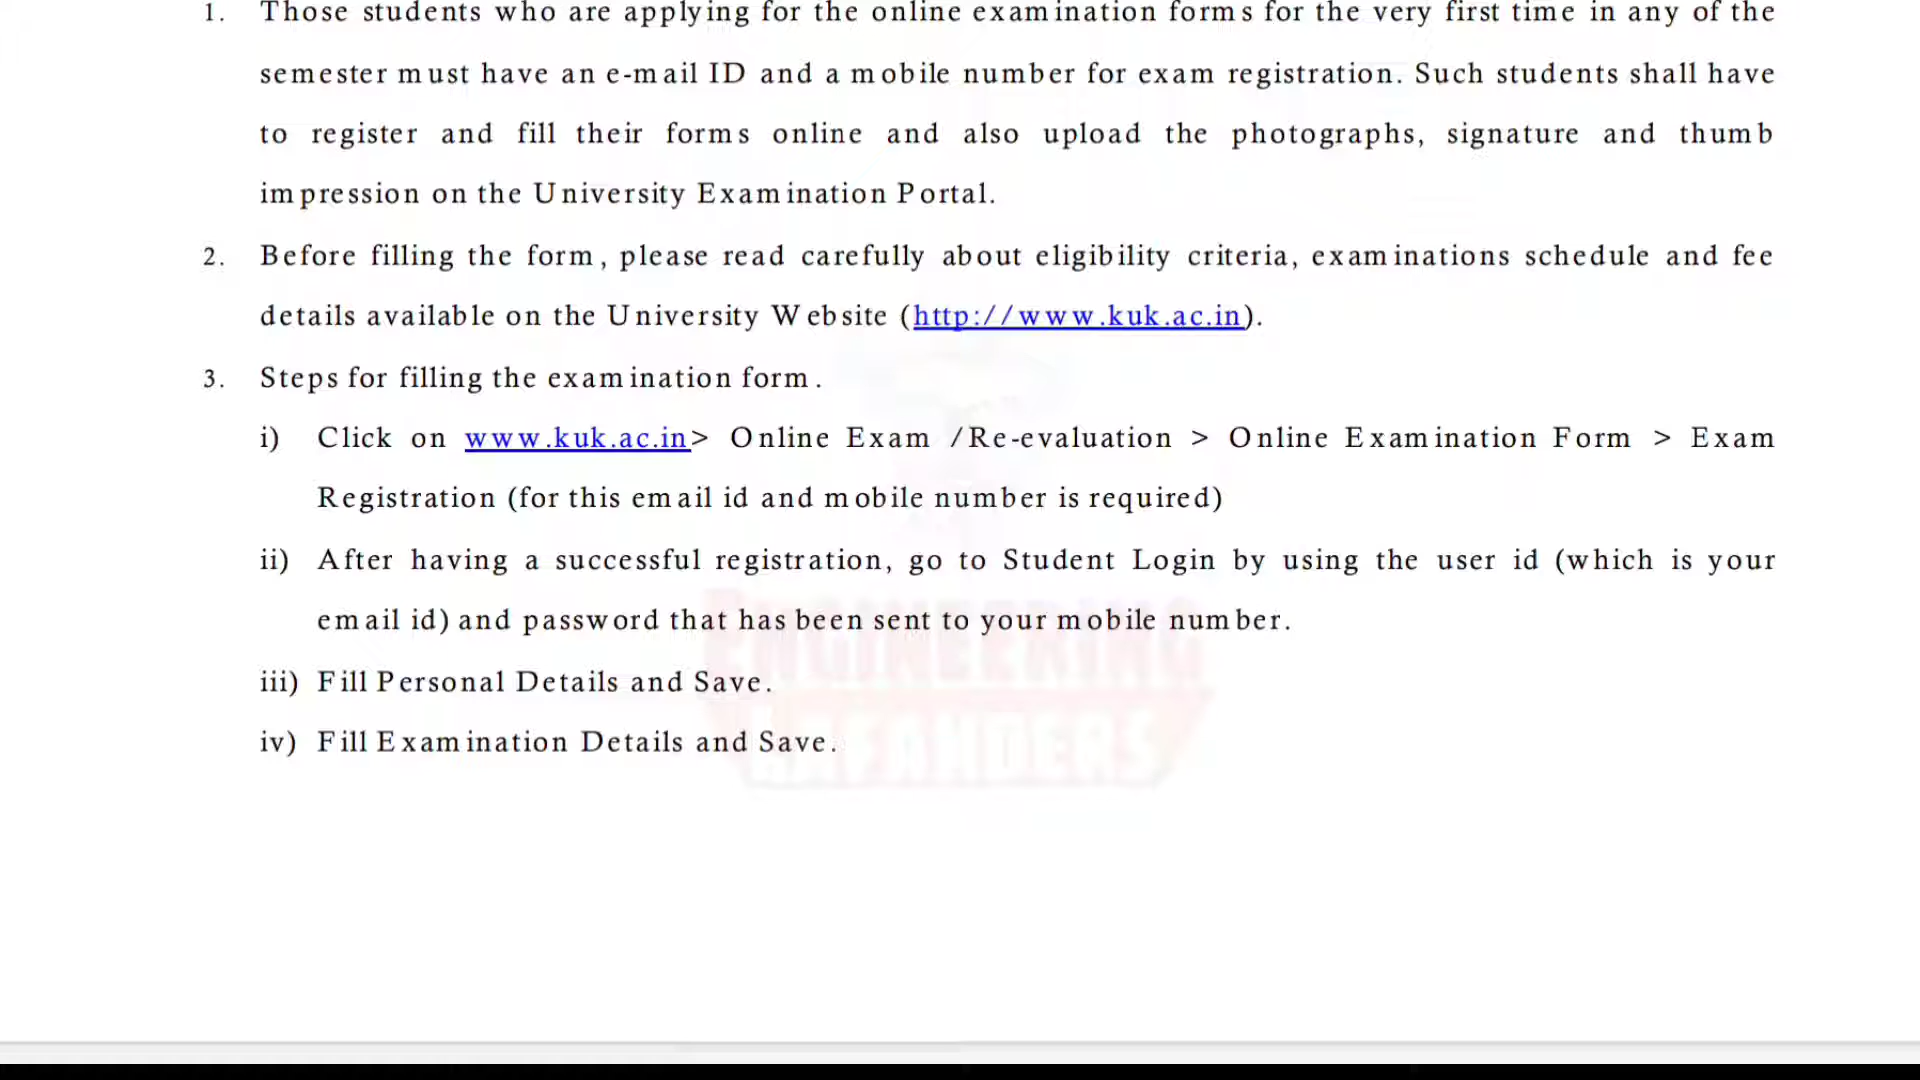 1. Those students who are applying for the online examination forms for the very first time in any of the
semester must have an e-mail ID and a mobile number for exam registration. Such students shall have
to register and fill their forms online and also upload the photographs, signature and thumb
impression on the University Examination Portal.
2. Before filling the form, please read carefully about eligibility criteria, examinations schedule and fee
details available on the University Website (http://www.kuk.ac.in).
3. Steps for filling the examination form.
i) Click on www.kuk.ac.in> Online Exam /Re-evaluation > Online Examination Form > Exam
Registration (for this email id and mobile number is required)
ii) After having a successful registration, go to Student Login by using the user id (which is your
email id) and password that has been sent to your mobile number.
ENGINEERING
iii) Fill Personal Details and Save.
iv) Fill Examination Details and Save.
KAFANDERS